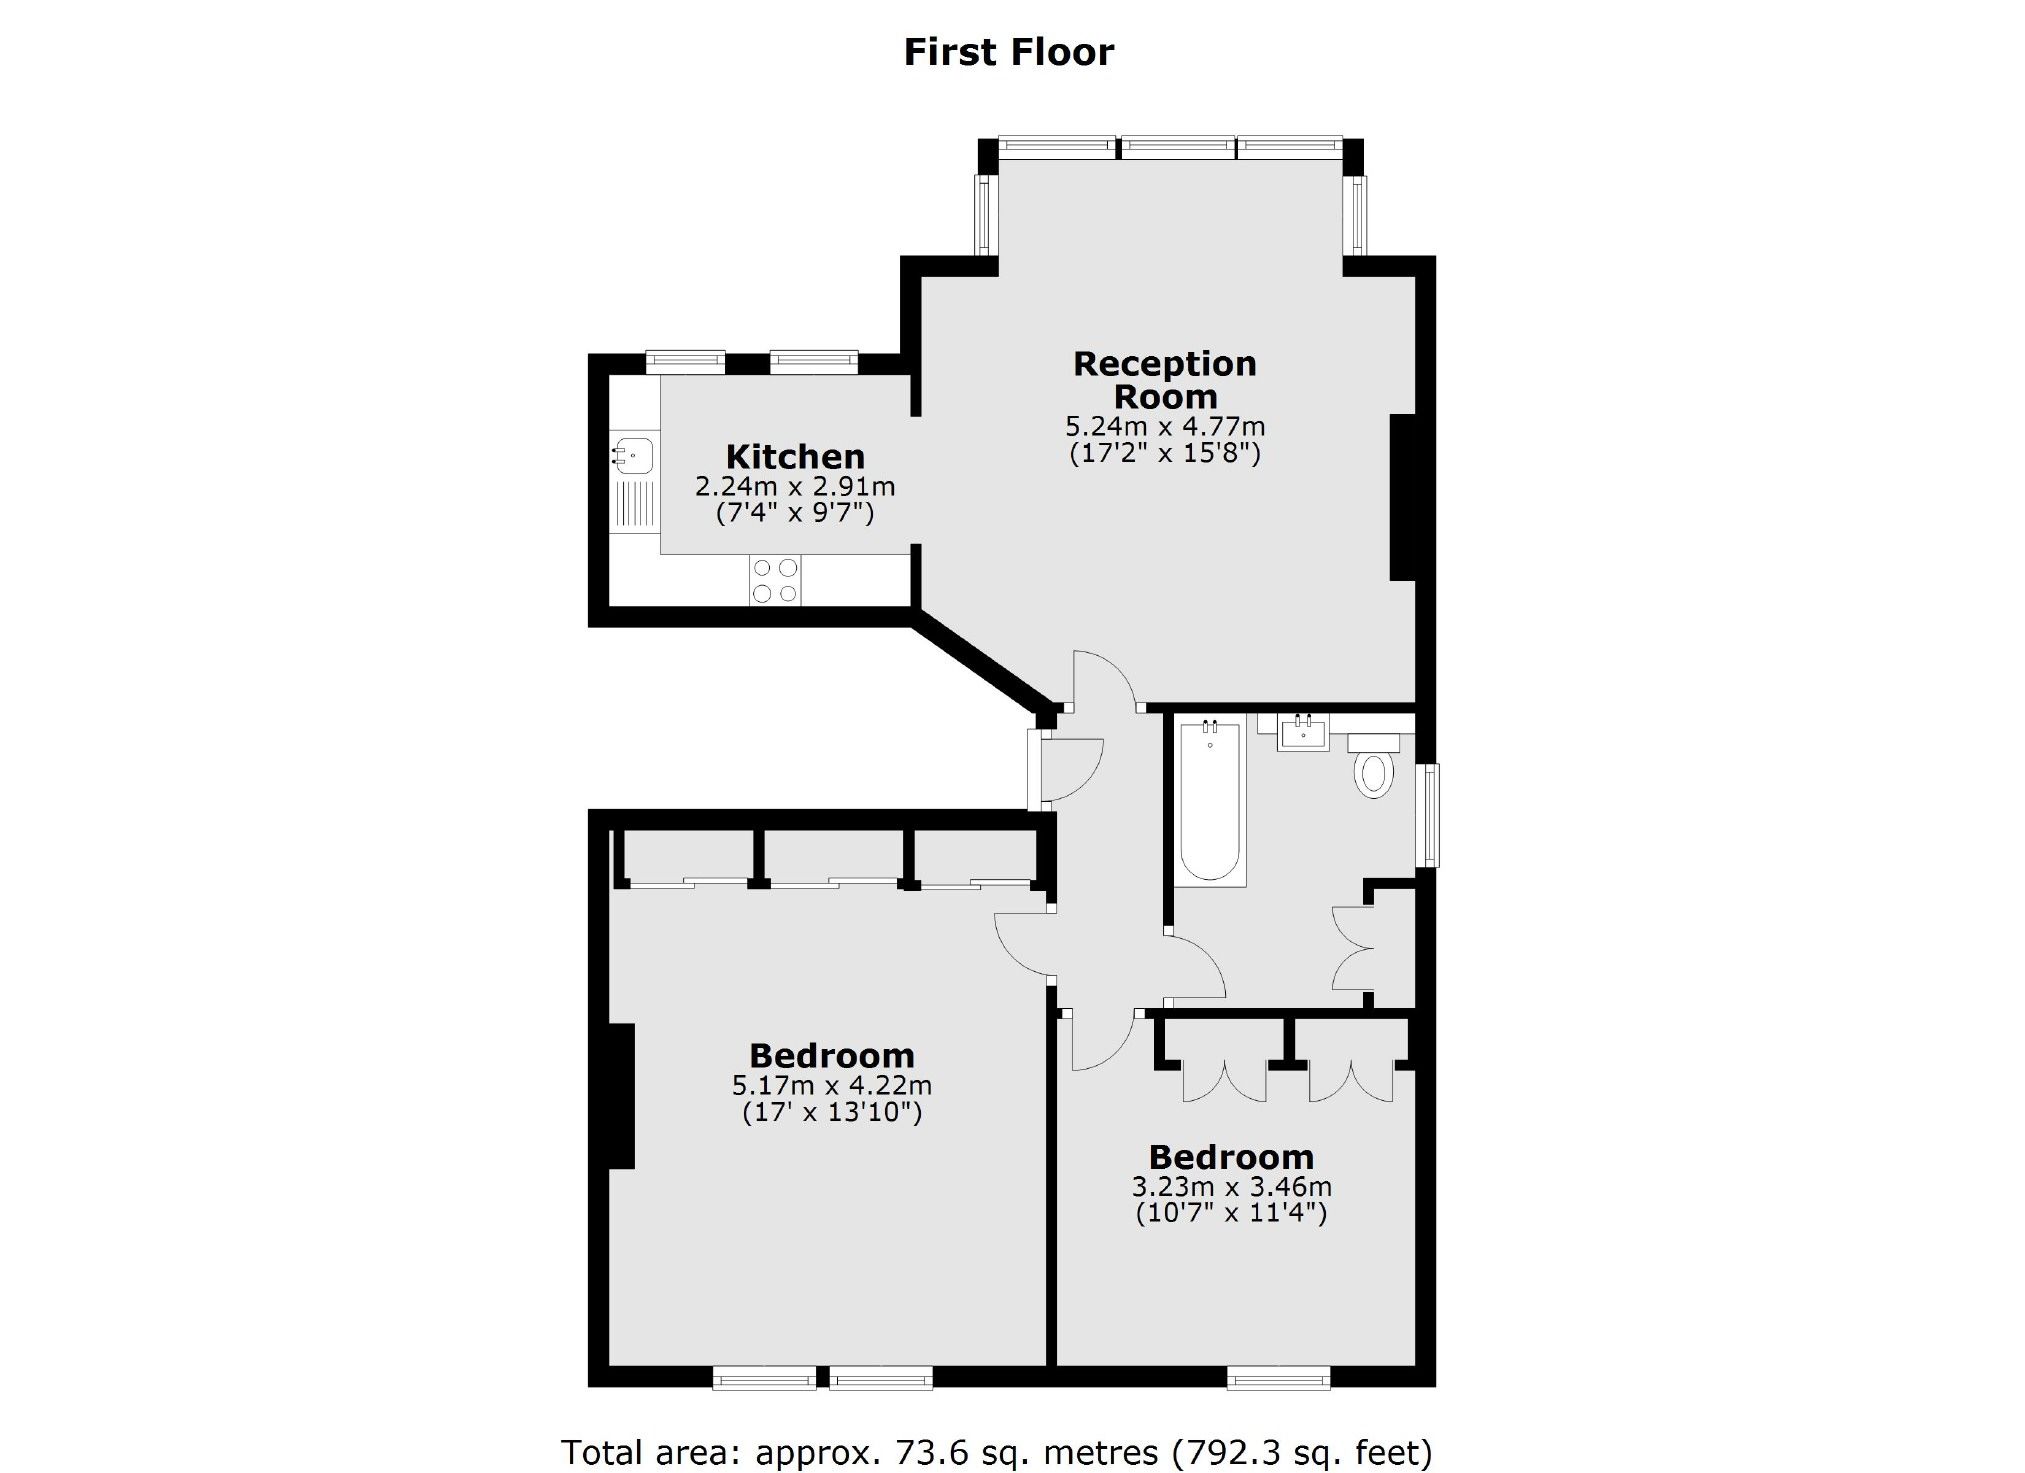 First Floor
Reception
Room
5.24m x 4.77m
(17'2" x 15'8")
Kitchen
2.24m x 2.91m
(7'4" x 9'7")
Bedroom
5.17m x 4.22m
(17' x 13'10")
Bedroom
3.23m x 3.46m
(10'7" x 11'4")
Total area: approx. 73.6 sq. metres (792.3 sq. feet)